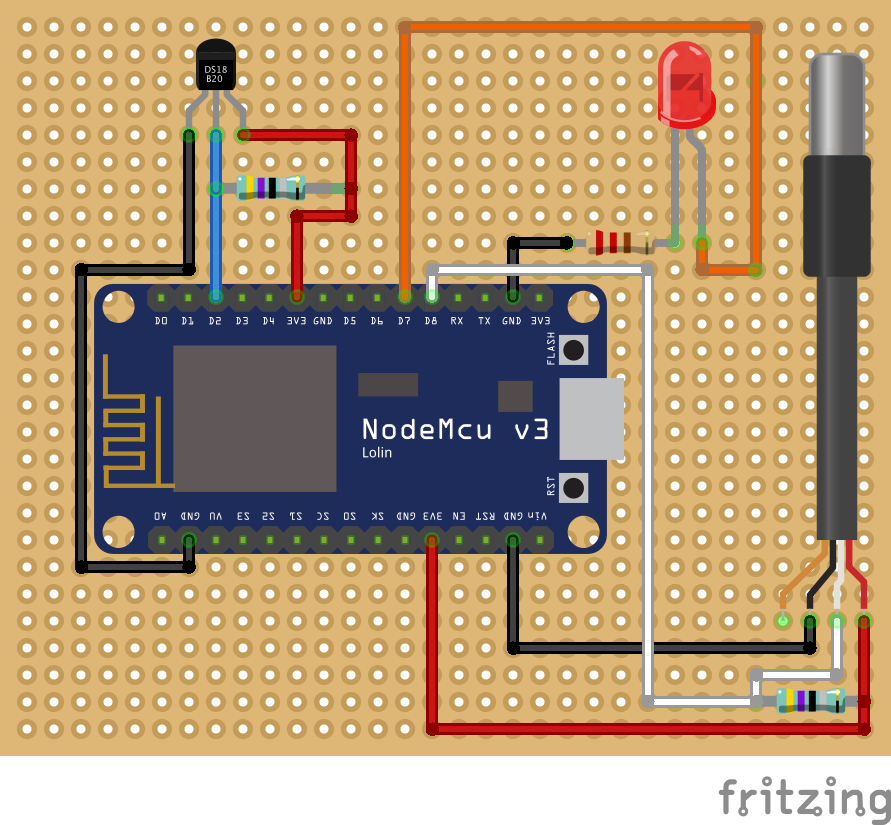 DS18
B20
D0 D1 D2 D3 D4 3V3 GND D5 D6 D7 D8 RX TX GND 3V3
FLASH
NodeMcu v3
Lolin
RST
A0 GND VU S3 S2 S1 SC S0 SK GND 3V3 EN RST GND Vin
fritzing